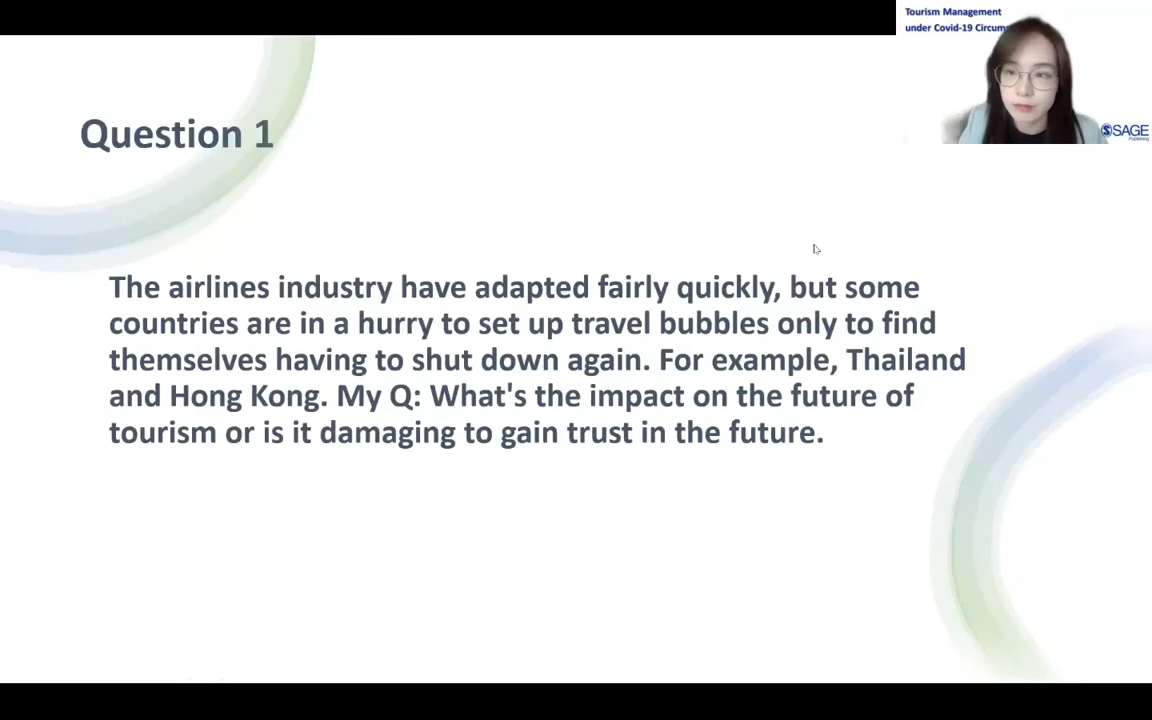 Tourism Management
under Covid-19
SAGE
Publishing
Question 1
The airlines industry have adapted fairly quickly, but some
countries are in a hurry to set up travel bubbles only to find
themselves having to shut down again. For example, Thailand
and Hong Kong. My Q: What's the impact on the future of
tourism or is it damaging to gain trust in the future.